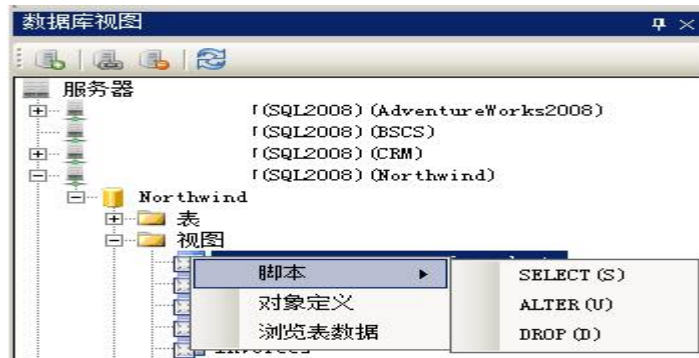 数据库视图
服务器
(SQL2008)(AdventureWorks2008)
(SQL2008)(BSCS)
(SQL2008)(CRM)
(SQL2008)(Northwind)
Northwind
表
视图
脚本
SELECT(S)
对象定义
ALTER(U)
浏览表数据
DROP(D)
Invoices